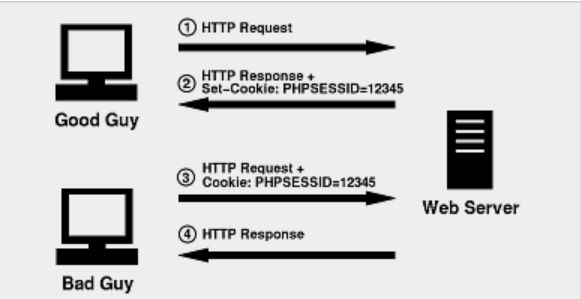 1 HTTP Request
2 HTTP Response +
Set-Cookie: PHPSESSID=12345
Good Guy
3 HTTP Request +
Cookie: PHPSESSID=12345
Web Server
4 HTTP Response
Bad Guy